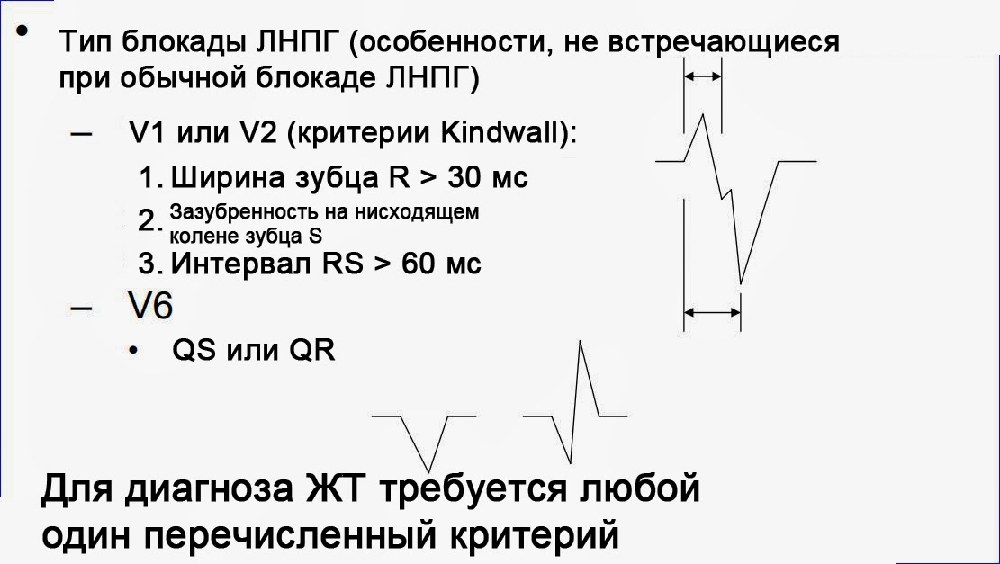 • Тип блокады ЛНПГ (особенности, не встречающиеся
при обычной блокаде ЛНПГ)
– V1 или V2 (критерии Kindwall):
1. Ширина зубца R > 30 мс
2. Зазубренность на нисходящем
колене зубца S
3. Интервал RS > 60 мс
– V6
• QS или QR
Для диагноза ЖТ требуется любой
один перечисленный критерий